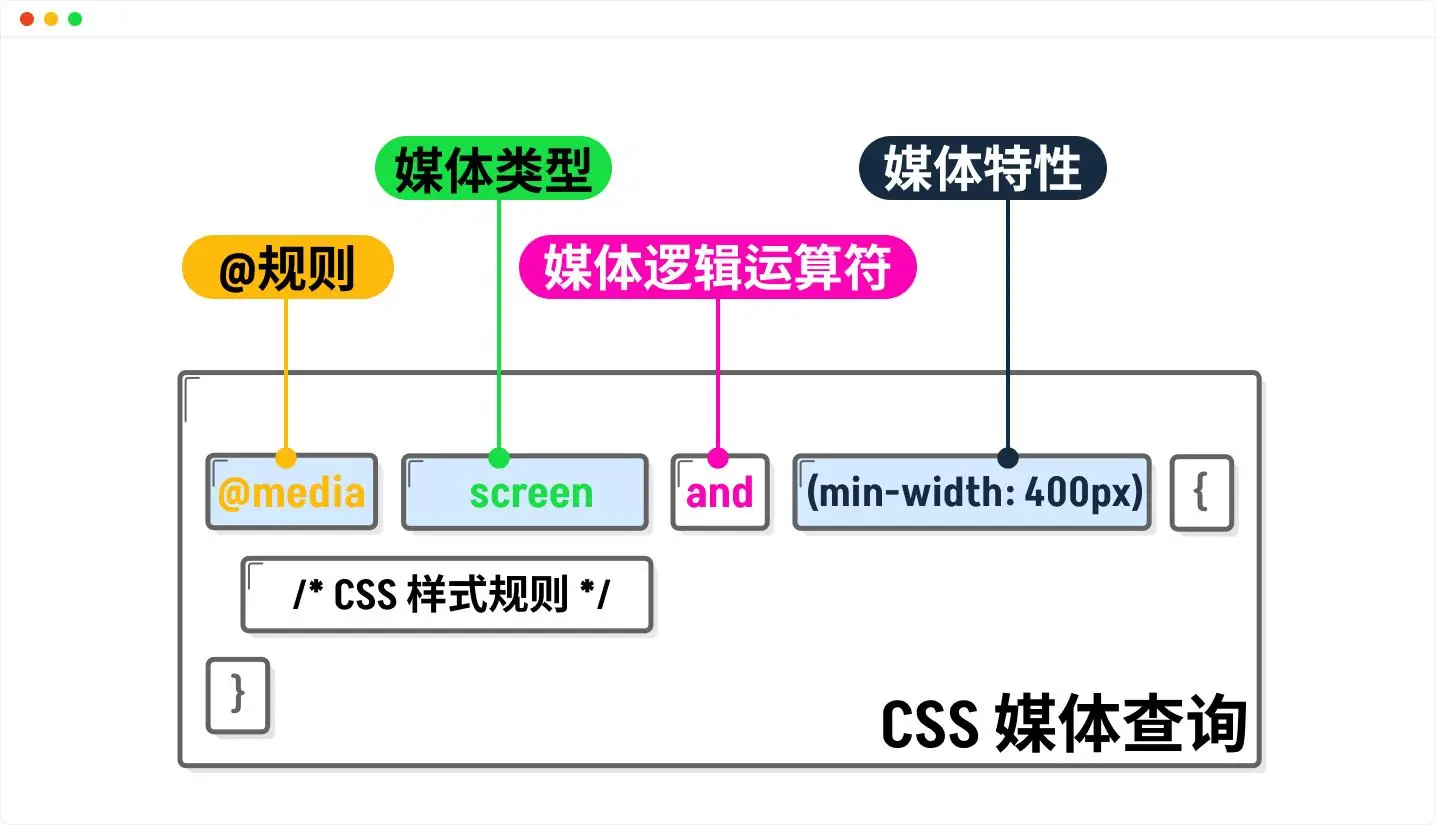 媒体类型
媒体特性
@规则
媒体逻辑运算符
@media screen and (min-width: 400px) {
/* CSS 样式规则 */
}
CSS 媒体查询